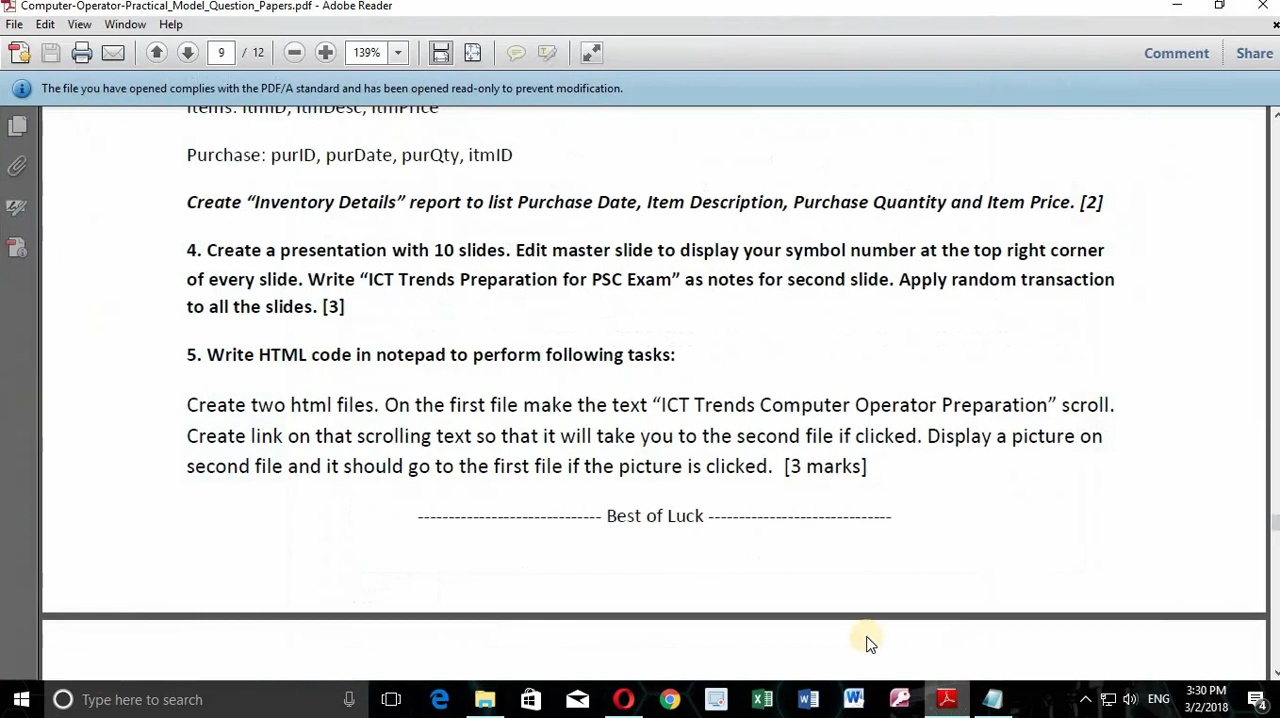 Computer-Operator-Practical_Model_Question_Papers.pdf - Adobe Reader
File Edit View Window Help
9 / 12 139% Comment Share
The file you have opened complies with the PDF/A standard and has been opened read-only to prevent modification.
Items: itmID, itmDesc, itmPrice
Purchase: purID, purDate, purQty, itmID
Create “Inventory Details” report to list Purchase Date, Item Description, Purchase Quantity and Item Price. [2]
4. Create a presentation with 10 slides. Edit master slide to display your symbol number at the top right corner
of every slide. Write “ICT Trends Preparation for PSC Exam” as notes for second slide. Apply random transaction
to all the slides. [3]
5. Write HTML code in notepad to perform following tasks:
Create two html files. On the first file make the text “ICT Trends Computer Operator Preparation” scroll.
Create link on that scrolling text so that it will take you to the second file if clicked. Display a picture on
second file and it should go to the first file if the picture is clicked. [3 marks]
----------------------------- Best of Luck -----------------------------
Type here to search
ENG
3:30 PM
3/2/2018
4